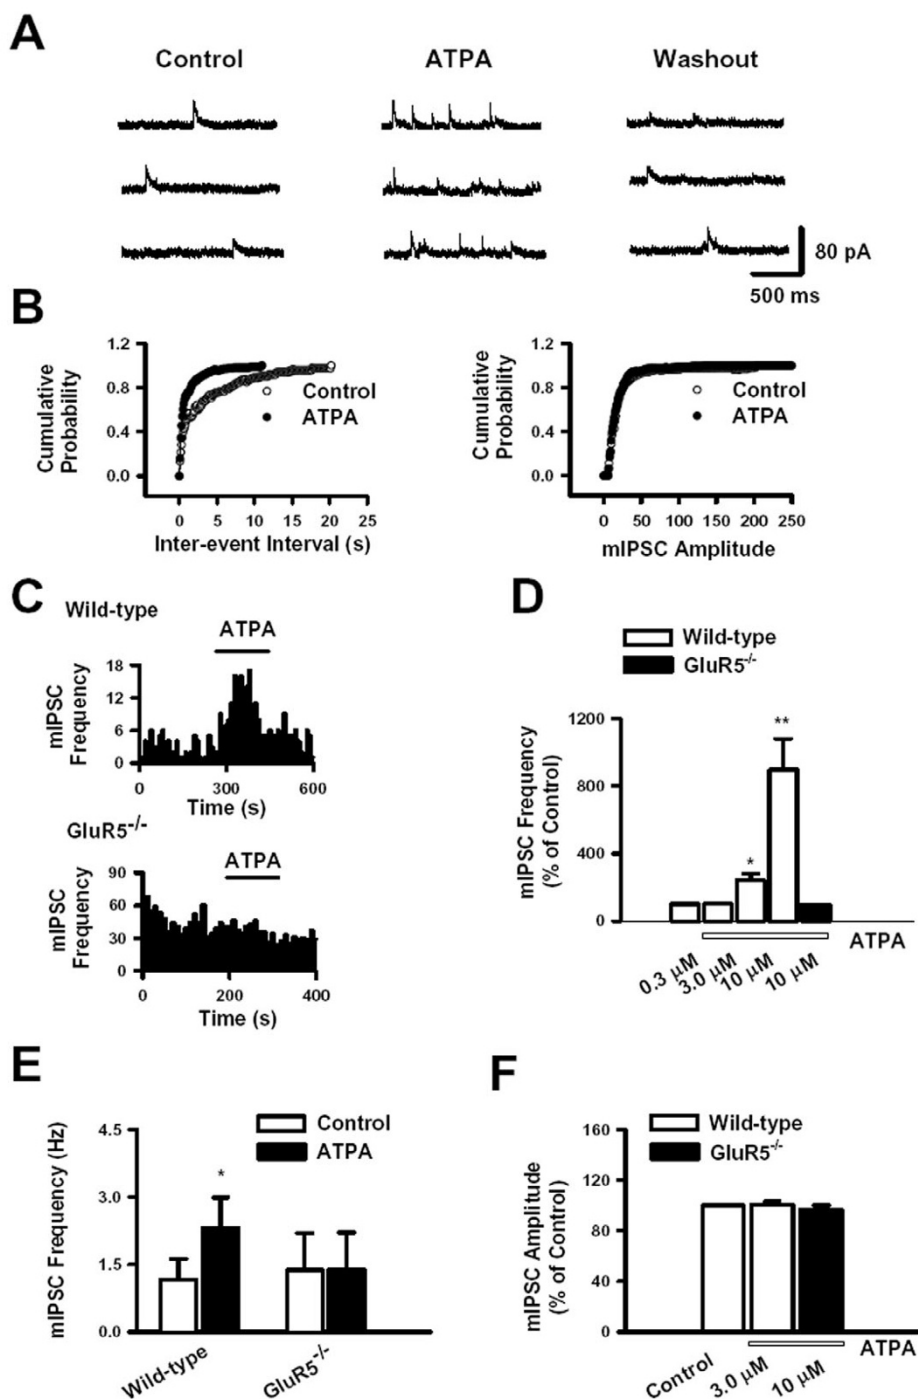 A
Control ATPA Washout
80 pA
500 ms
B
Cumulative
Probability
1.2
0.8
0.4
0.0
Control
ATPA
0 5 10 15 20 25
Inter-event Interval (s)
Cumulative
Probability
1.2
0.8
0.4
0.0
Control
ATPA
0 50 100 150 200 250
mIPSC Amplitude
C
Wild-type
ATPA
mIPSC
Frequency
18
12
6
0
0 300 600
Time (s)
GluR5-/-
ATPA
mIPSC
Frequency
90
60
30
0
0 200 400
Time (s)
D
Wild-type
GluR5-/-
mIPSC Frequency
(% of Control)
1200
800
400
0
*
**
ATPA
0.3 µM 3.0 µM 10 µM 10 µM
E
Control
ATPA
mIPSC Frequency (Hz)
4.5
3.0
1.5
0.0
*
Wild-type GluR5-/-
F
Wild-type
GluR5-/-
mIPSC Amplitude
(% of Control)
160
120
80
40
0
ATPA
Control 3.0 µM 10 µM